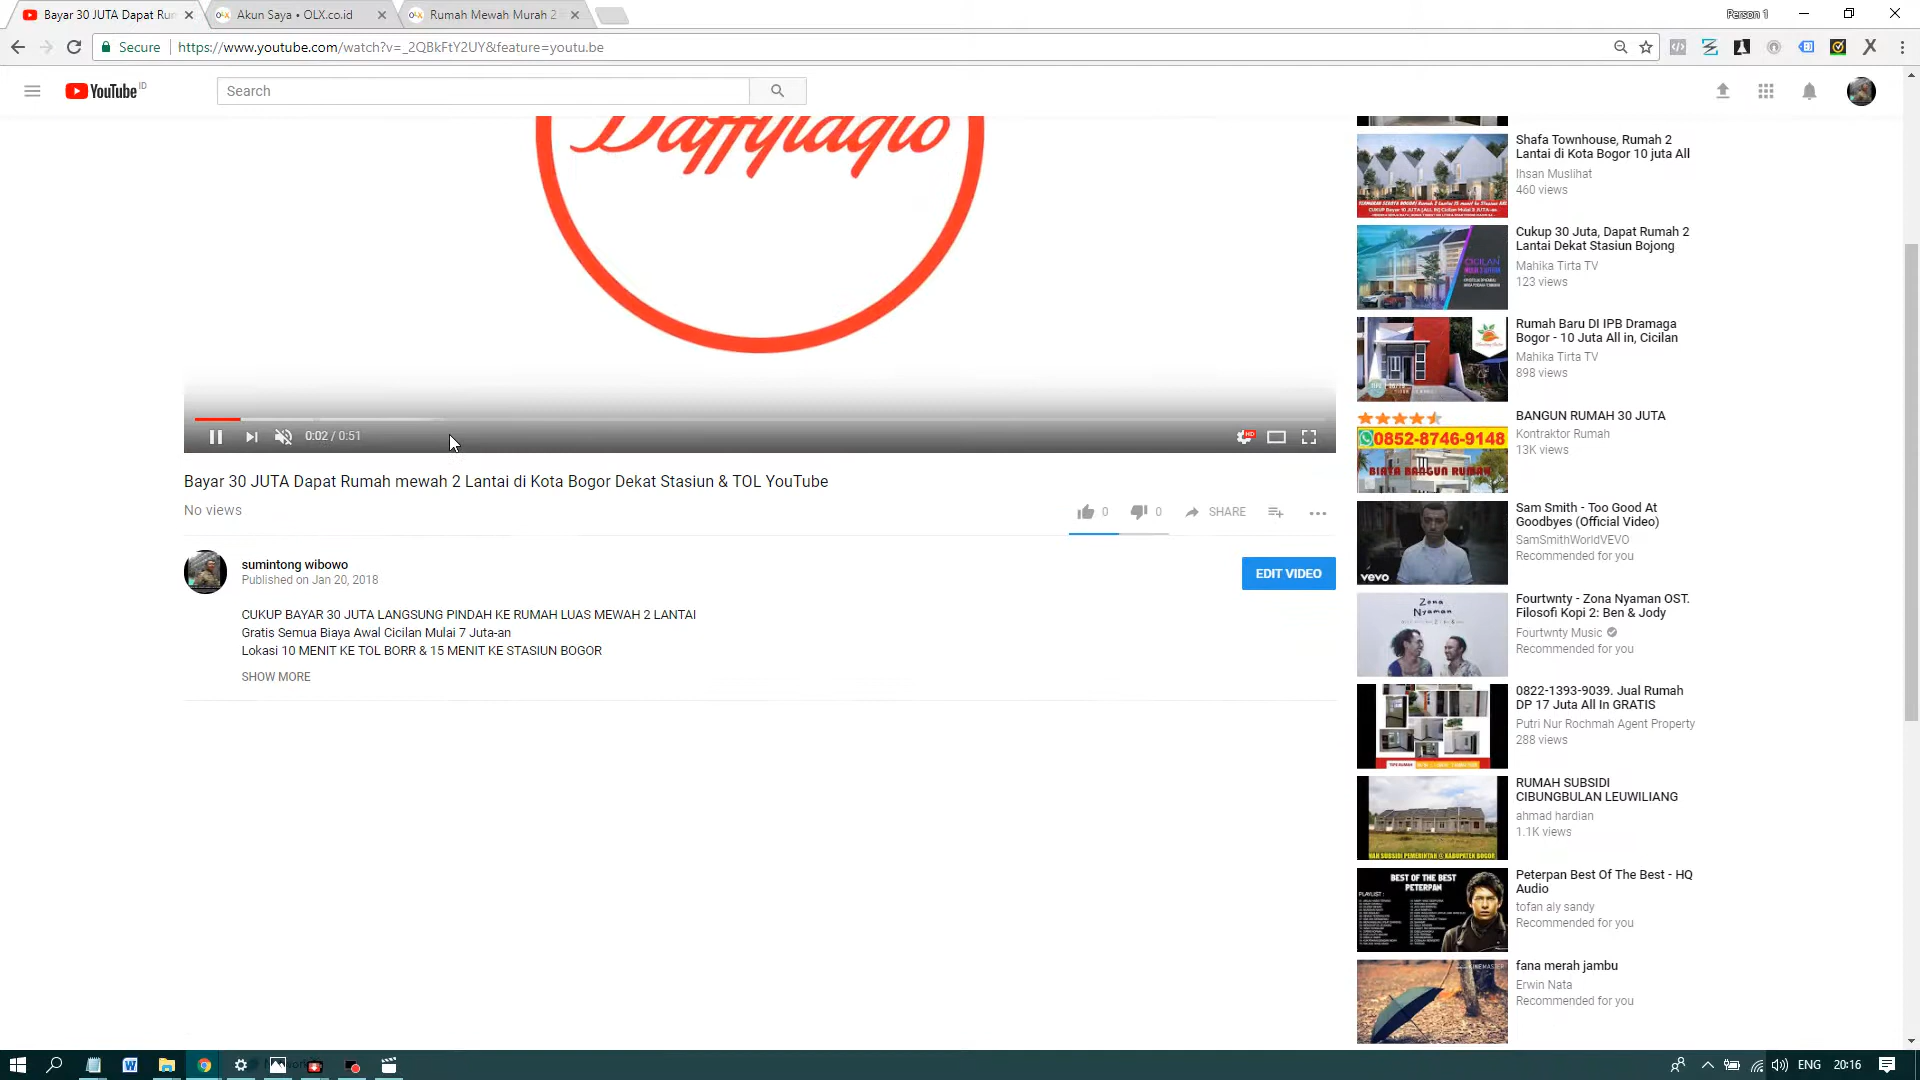 Bayar 30 JUTA Dapat Rum
Akun Saya • OLX.co.id
Rumah Mewah Murah 2
Person 1
Secure
https://www.youtube.com/watch?v=_2QBkFtY2UY&feature=youtu.be
YouTube ID
Search
0:02 / 0:51
HD
Bayar 30 JUTA Dapat Rumah mewah 2 Lantai di Kota Bogor Dekat Stasiun & TOL YouTube
No views
0
0
SHARE
sumintong wibowo
Published on Jan 20, 2018
EDIT VIDEO
CUKUP BAYAR 30 JUTA LANGSUNG PINDAH KE RUMAH LUAS MEWAH 2 LANTAI
Gratis Semua Biaya Awal Cicilan Mulai 7 Juta-an
Lokasi 10 MENIT KE TOL BORR & 15 MENIT KE STASIUN BOGOR
SHOW MORE
Shafa Townhouse, Rumah 2
Lantai di Kota Bogor 10 juta All
Ihsan Muslihat
460 views
Cukup 30 Juta, Dapat Rumah 2
Lantai Dekat Stasiun Bojong
Mahika Tirta TV
123 views
CICILAN
Rumah Baru DI IPB Dramaga
Bogor - 10 Juta All in, Cicilan
Mahika Tirta TV
898 views
BANGUN RUMAH 30 JUTA
Kontraktor Rumah
13K views
0852-8746-9148
BIAYA BANGUN RUMAH
Sam Smith - Too Good At
Goodbyes (Official Video)
SamSmithWorldVEVO
Recommended for you
vevo
Fourtwnty - Zona Nyaman OST.
Filosofi Kopi 2: Ben & Jody
Fourtwnty Music
Recommended for you
Zona
Nyaman
0822-1393-9039. Jual Rumah
DP 17 Juta All In GRATIS
Putri Nur Rochmah Agent Property
288 views
RUMAH SUBSIDI
CIBUNGBULAN LEUWILIANG
ahmad hardian
1.1K views
Peterpan Best Of The Best - HQ
Audio
tofan aly sandy
Recommended for you
BEST OF THE BEST
PETERPAN
PLAYLIST :
fana merah jambu
Erwin Nata
Recommended for you
ENG
20:16